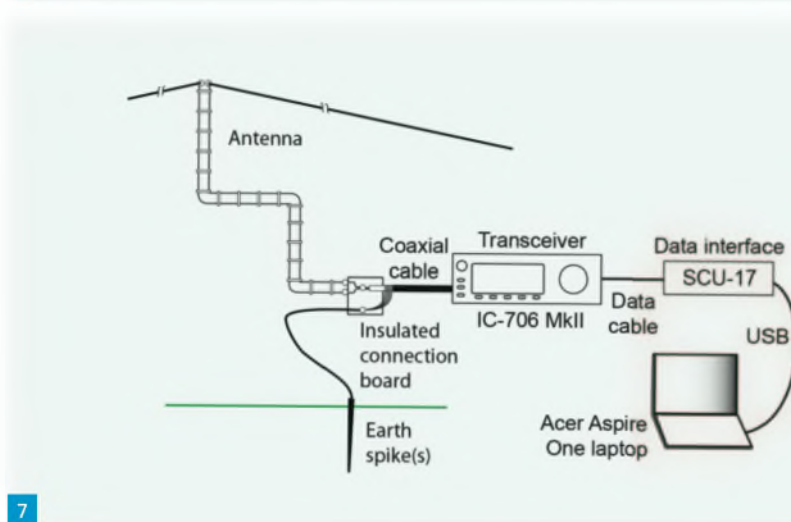 Antenna
Coaxial
cable
Transceiver
IC-706 MkII
Data interface
SCU-17
Data
cable
USB
Insulated
connection
board
Earth
spike(s)
Acer Aspire
One laptop
7